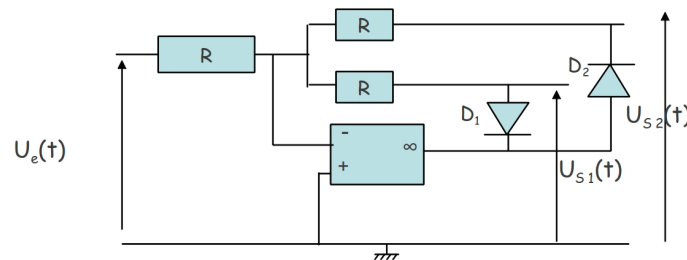 R
R
R
D2
D1
US2(t)
-
+
∞
Ue(t)
US1(t)